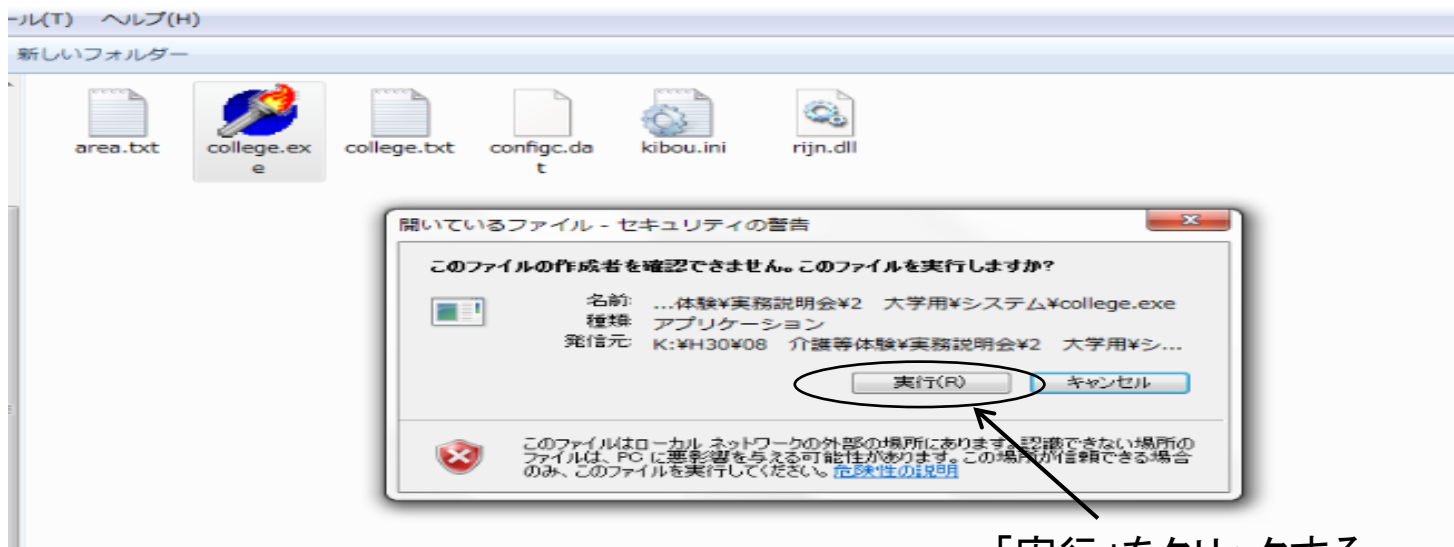 ール(T) ヘルプ(H)
新しいフォルダー
area.txt
college.ex
e
college.txt
configc.da
t
kibou.ini
rijn.dll
開いているファイル - セキュリティの警告
このファイルの作成者を確認できません。このファイルを実行しますか?
名前: ...体験¥実務説明会¥2 大学用¥システム¥college.exe
種類: アプリケーション
発信元: K:¥H30¥08 介護等体験¥実務説明会¥2 大学用¥シ...
実行(R) キャンセル
このファイルはローカル ネットワークの外部の場所にあります。認識できない場所の
ファイルは、PC に悪影響を与える可能性があります。この場所が信頼できる場合
のみ、このファイルを実行してください。危険性の説明
「実行」をクリックする